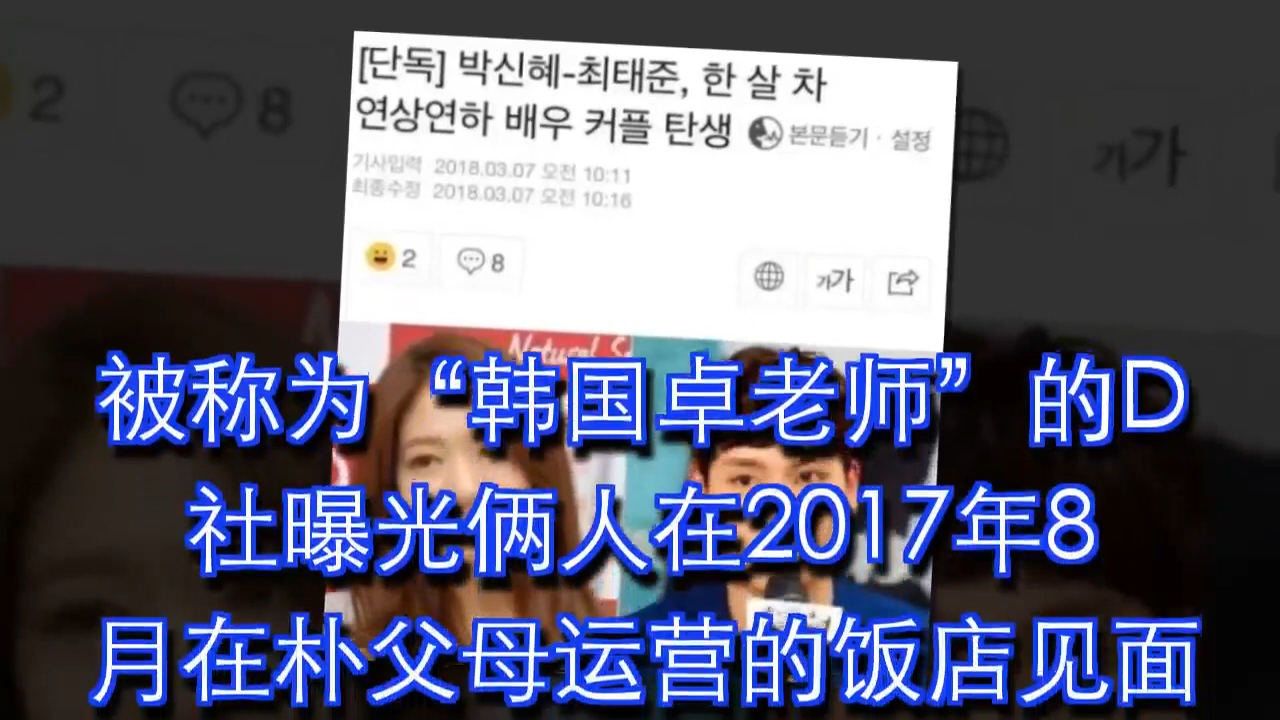 [단독] 박신혜-최태준, 한 살 차
연상연하 배우 커플 탄생 본문듣기 · 설정
기사입력 2018.03.07 오전 10:11
최종수정 2018.03.07 오전 10:16
2 8 가가
2 8 가가
被称为“韩国卓老师”的D
社曝光俩人在2017年8
月在朴父母运营的饭店见面